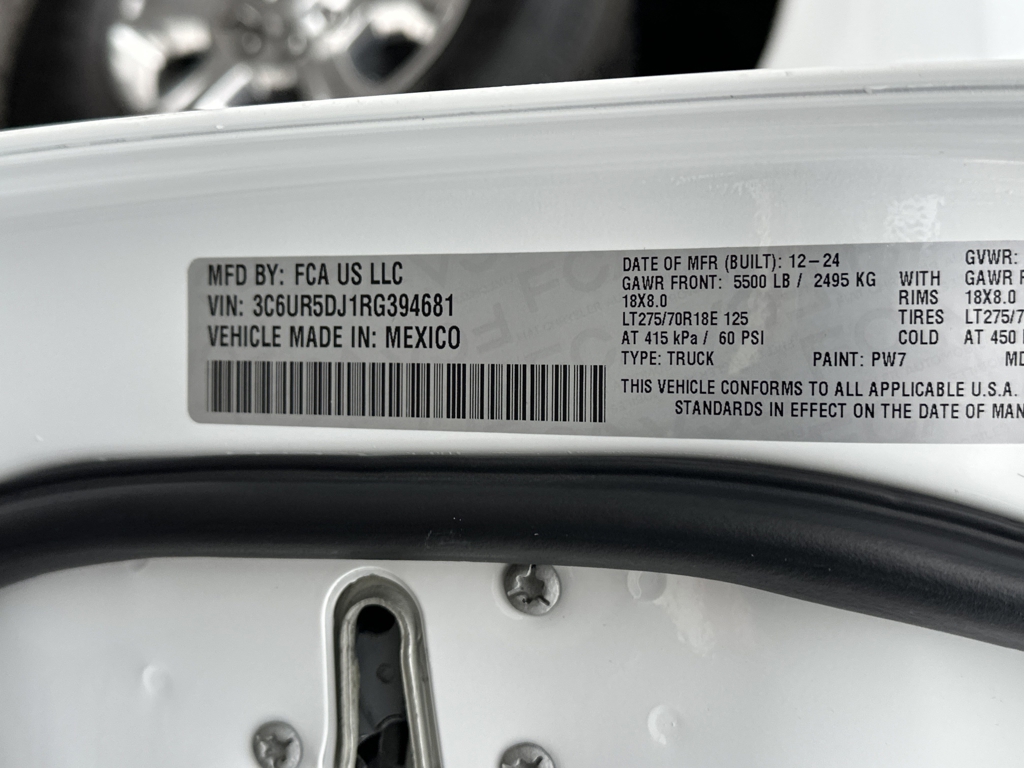 MFD BY: FCA US LLC
VIN: 3C6UR5DJ1RG394681
VEHICLE MADE IN: MEXICO
DATE OF MFR (BUILT): 12-24
GAWR FRONT: 5500 LB / 2495 KG WITH
18X8.0 RIMS
LT275/70R18E 125 TIRES
AT 415 kPa / 60 PSI COLD
TYPE: TRUCK PAINT: PW7
GVWR:
GAWR
18X8.0
AT 450
THIS VEHICLE CONFORMS TO ALL APPLICABLE U.S.A.
STANDARDS IN EFFECT ON THE DATE OF